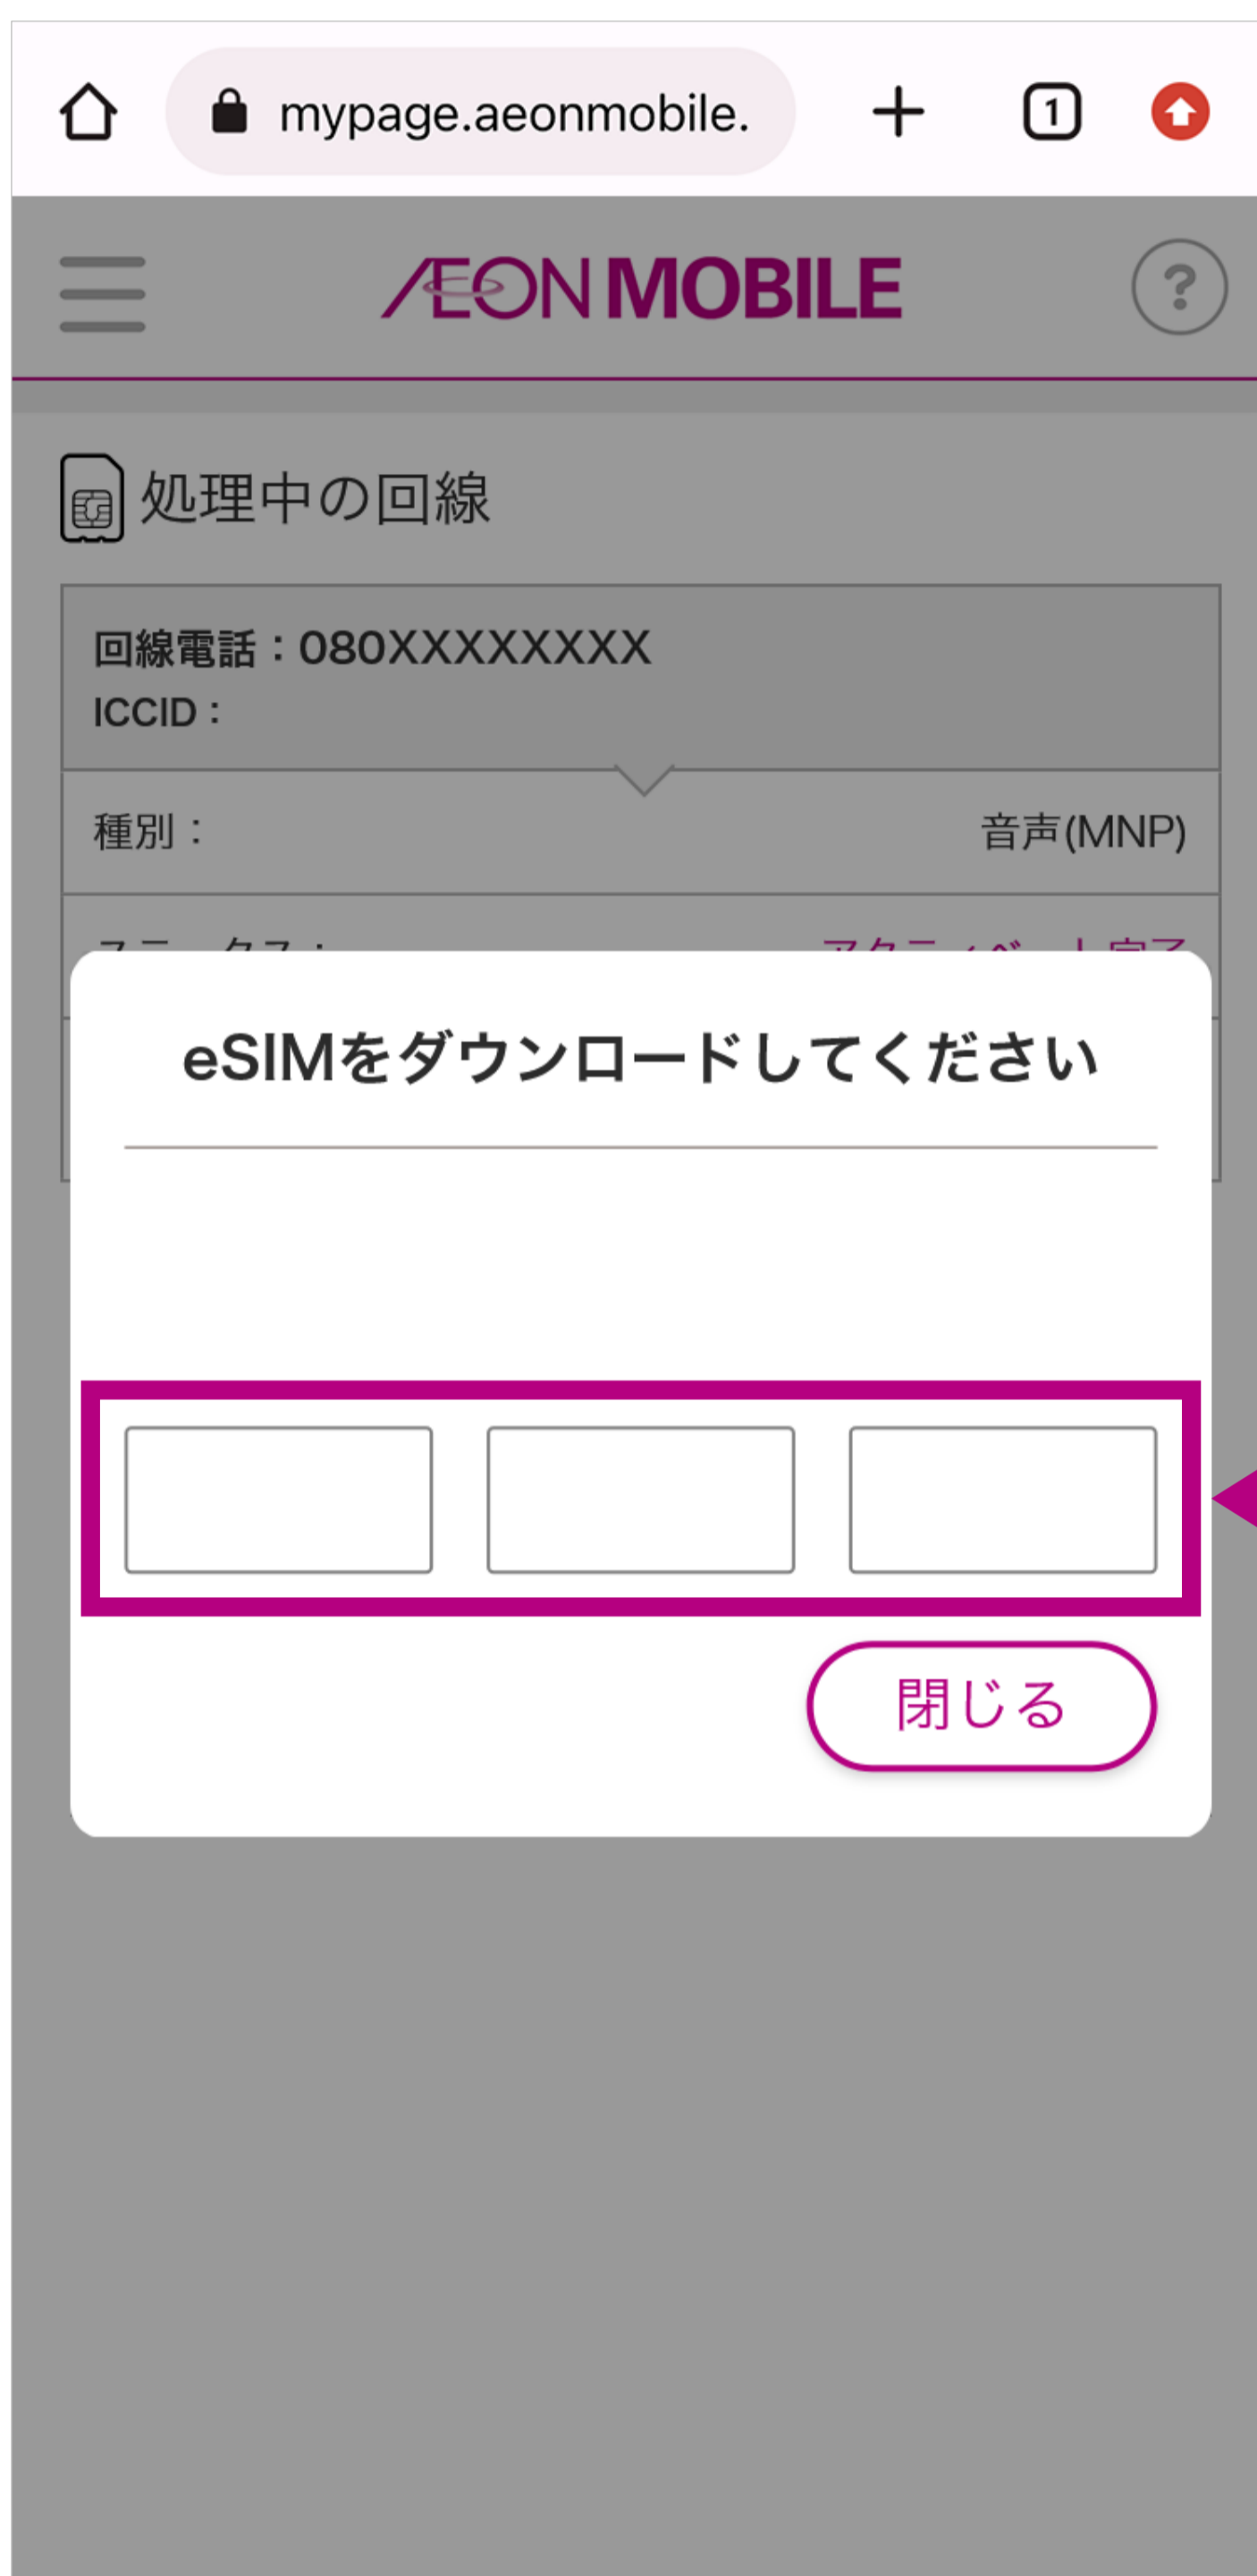 mypage.aeonmobile.
1
ÆON MOBILE
?
処理中の回線
回線電話：080XXXXXXXX
ICCID：
種別：
音声(MNP)
eSIMをダウンロードしてください
閉じる